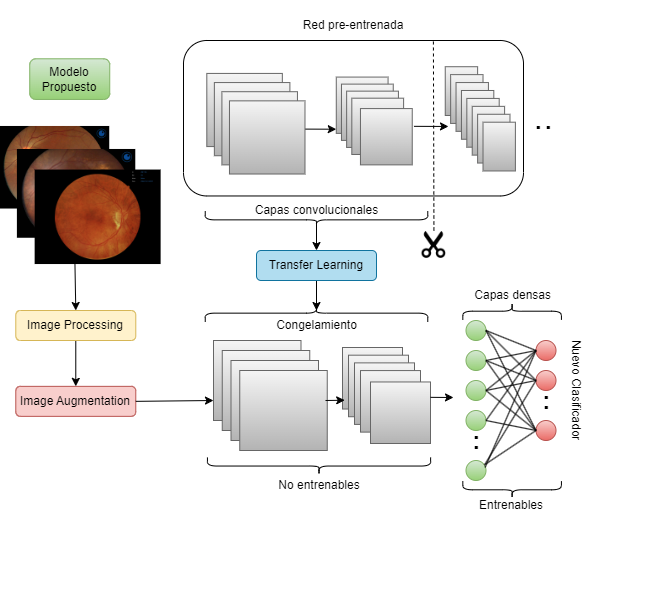 Red pre-entrenada
Modelo
Propuesto
Capas convolucionales
Transfer Learning
Image Processing
Image Augmentation
Congelamiento
No entrenables
Capas densas
Nuevo Clasificador
Entrenables